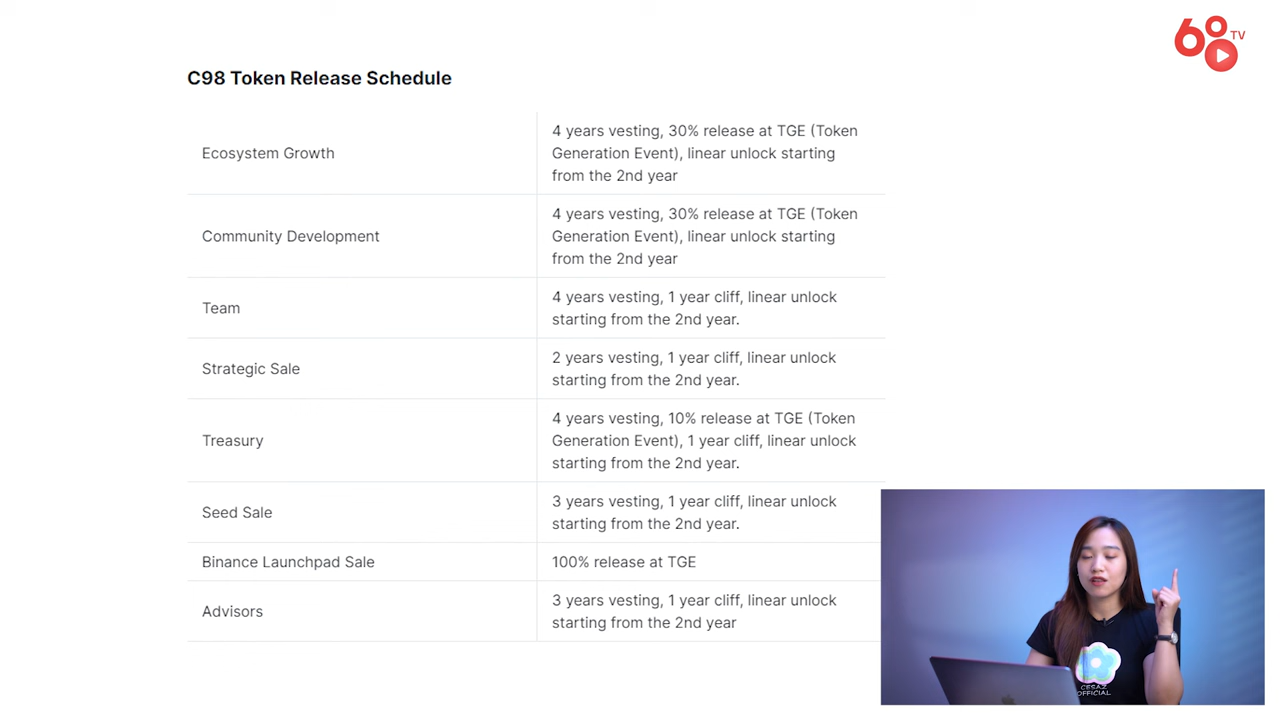 68 TV
C98 Token Release Schedule
Ecosystem Growth
4 years vesting, 30% release at TGE (Token
Generation Event), linear unlock starting
from the 2nd year
Community Development
4 years vesting, 30% release at TGE (Token
Generation Event), linear unlock starting
from the 2nd year
Team
4 years vesting, 1 year cliff, linear unlock
starting from the 2nd year.
Strategic Sale
2 years vesting, 1 year cliff, linear unlock
starting from the 2nd year.
Treasury
4 years vesting, 10% release at TGE (Token
Generation Event), 1 year cliff, linear unlock
starting from the 2nd year.
Seed Sale
3 years vesting, 1 year cliff, linear unlock
starting from the 2nd year.
Binance Launchpad Sale
100% release at TGE
Advisors
3 years vesting, 1 year cliff, linear unlock
starting from the 2nd year
OFFICIAL